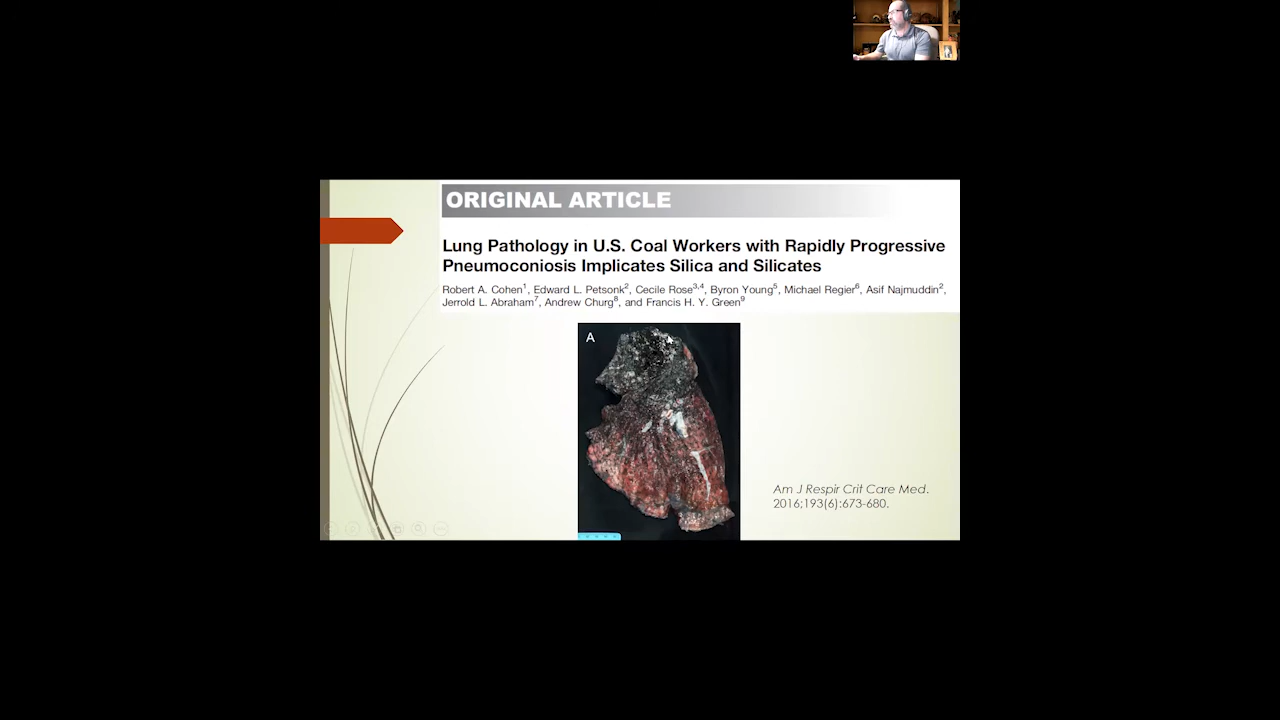 ORIGINAL ARTICLE
Lung Pathology in U.S. Coal Workers with Rapidly Progressive
Pneumoconiosis Implicates Silica and Silicates
Robert A. Cohen1, Edward L. Petsonk2, Cecile Rose3,4, Byron Young5, Michael Regier6, Asif Najmuddin2,
Jerrold L. Abraham7, Andrew Churg8, and Francis H. Y. Green9
A
Am J Respir Crit Care Med.
2016;193(6):673-680.